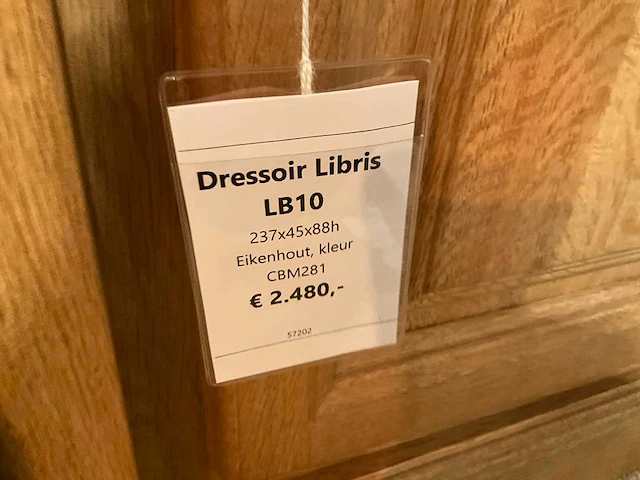 Dressoir Libris
LB10
237x45x88h
Eikenhout, kleur
CBM281
€ 2.480,-
57202